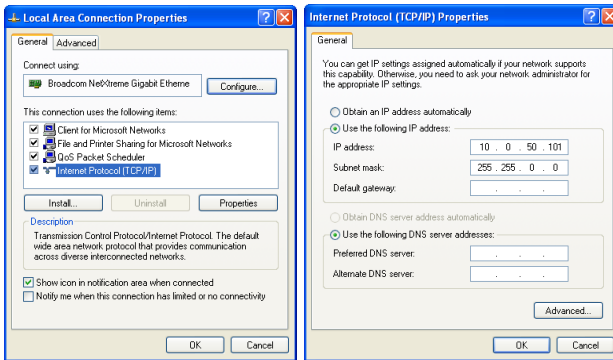 Local Area Connection Properties
General Advanced
Connect using:
Broadcom NetXtreme Gigabit Etherne Configure...
This connection uses the following items:
Client for Microsoft Networks
File and Printer Sharing for Microsoft Networks
QoS Packet Scheduler
Internet Protocol (TCP/IP)
Install... Uninstall Properties
Description
Transmission Control Protocol/Internet Protocol. The default
wide area network protocol that provides communication
across diverse interconnected networks.
Show icon in notification area when connected
Notify me when this connection has limited or no connectivity
OK Cancel
Internet Protocol (TCP/IP) Properties
General
You can get IP settings assigned automatically if your network supports
this capability. Otherwise, you need to ask your network administrator for
the appropriate IP settings.
Obtain an IP address automatically
Use the following IP address:
IP address: 10 . 0 . 50 . 101
Subnet mask: 255 . 255 . 0 . 0
Default gateway: . . .
Obtain DNS server address automatically
Use the following DNS server addresses:
Preferred DNS server: . . .
Alternate DNS server: . . .
Advanced...
OK Cancel